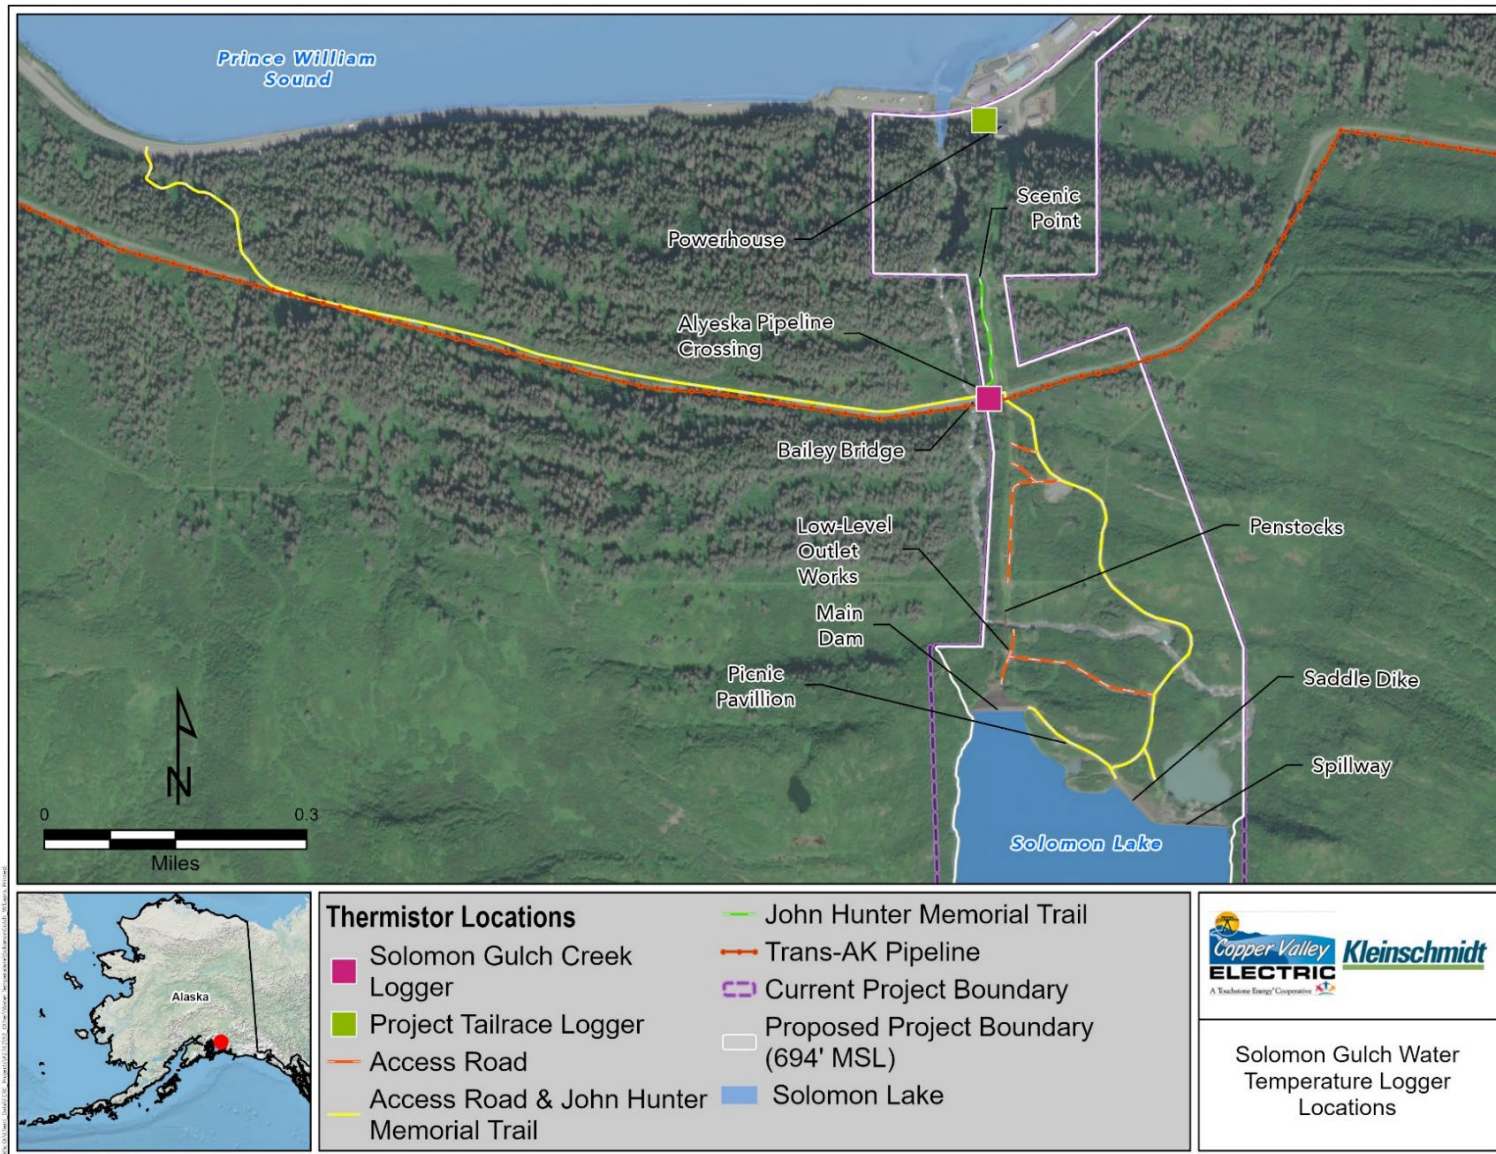 Prince William
Sound
Scenic
Point
Powerhouse
Alyeska Pipeline
Crossing
Bailey Bridge
Low-Level
Outlet
Works
Penstocks
Main
Dam
Picnic
Pavillion
Saddle Dike
Spillway
Solomon Lake
N
0 0.3
Miles
Alaska
Thermistor Locations
Solomon Gulch Creek
Logger
Project Tailrace Logger
Access Road
Access Road & John Hunter
Memorial Trail
John Hunter Memorial Trail
Trans-AK Pipeline
Current Project Boundary
Proposed Project Boundary
(694' MSL)
Solomon Lake
Copper Valley
ELECTRIC
A Touchstone Energy® Cooperative
Kleinschmidt
Solomon Gulch Water
Temperature Logger
Locations